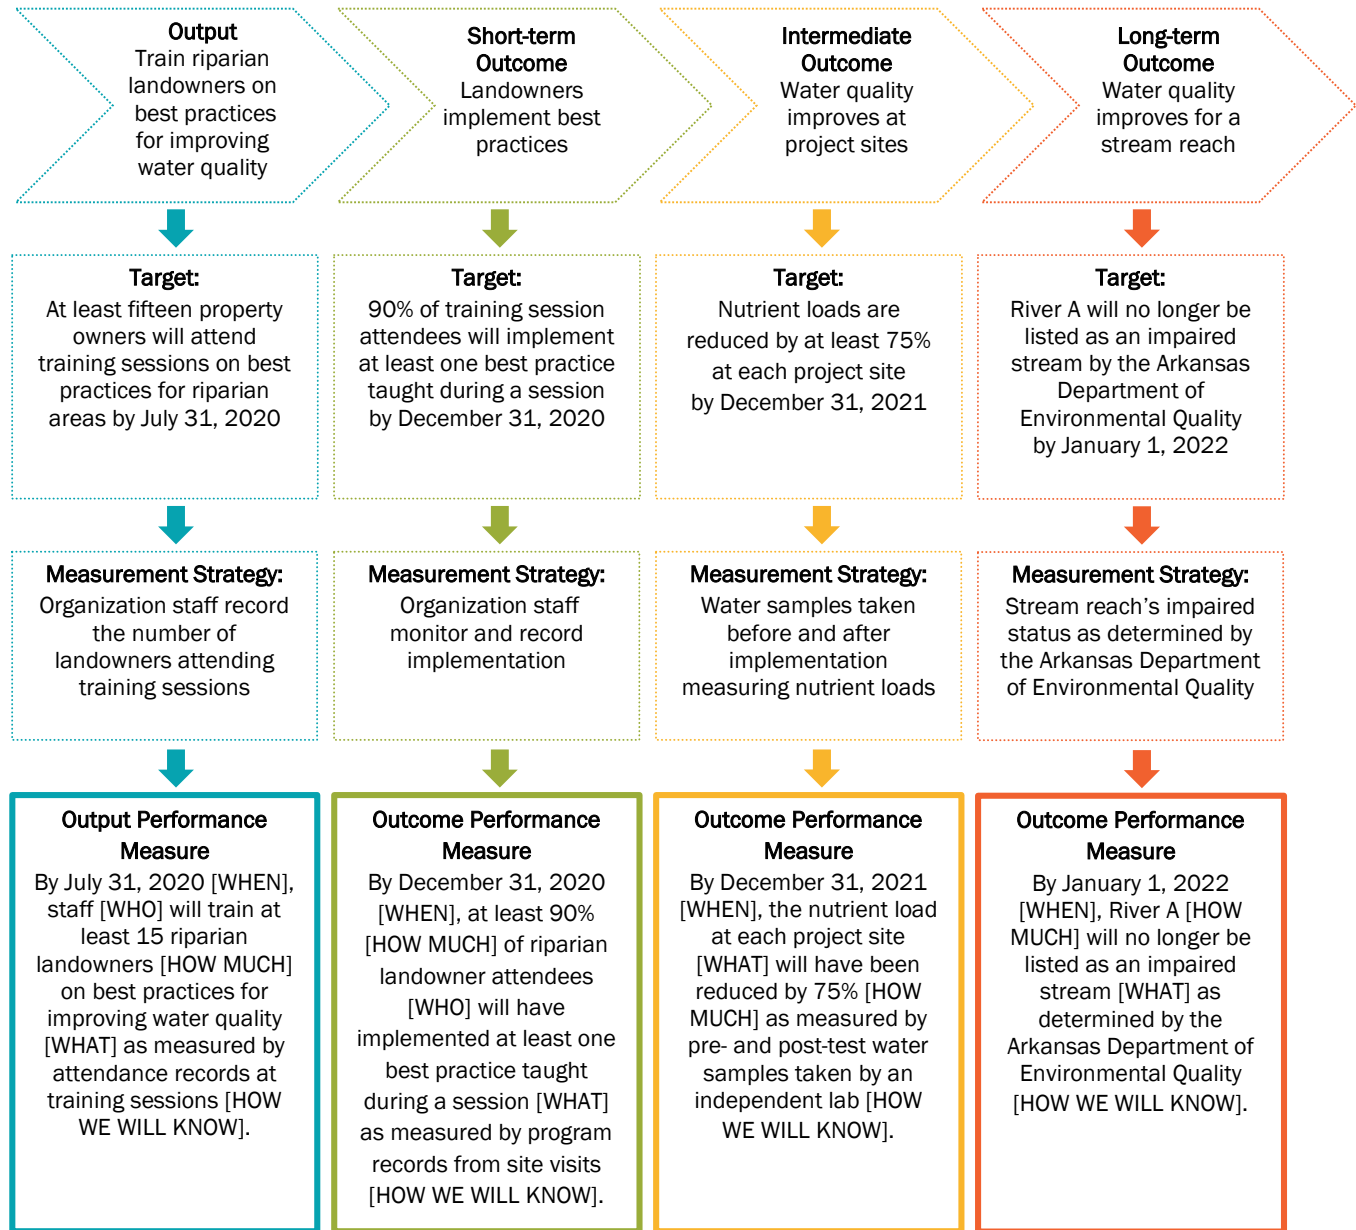 Output
Train riparian
landowners on
best practices
for improving
water quality
Short-term
Outcome
Landowners
implement best
practices
Intermediate
Outcome
Water quality
improves at
project sites
Long-term
Outcome
Water quality
improves for a
stream reach
Target:
At least fifteen property
owners will attend
training sessions on best
practices for riparian
areas by July 31, 2020
Target:
90% of training session
attendees will implement
at least one best practice
taught during a session
by December 31, 2020
Target:
Nutrient loads are
reduced by at least 75%
at each project site
by December 31, 2021
Target:
River A will no longer be
listed as an impaired
stream by the Arkansas
Department of
Environmental Quality
by January 1, 2022
Measurement Strategy:
Organization staff record
the number of
landowners attending
training sessions
Measurement Strategy:
Organization staff
monitor and record
implementation
Measurement Strategy:
Water samples taken
before and after
implementation
measuring nutrient loads
Measurement Strategy:
Stream reach's impaired
status as determined by
the Arkansas Department
of Environmental Quality
Output Performance
Measure
By July 31, 2020 [WHEN],
staff [WHO] will train at
least 15 riparian
landowners [HOW MUCH]
on best practices for
improving water quality
[WHAT] as measured by
attendance records at
training sessions [HOW
WE WILL KNOW].
Outcome Performance
Measure
By December 31, 2020
[WHEN], at least 90%
[HOW MUCH] of riparian
landowner attendees
[WHO] will have
implemented at least one
best practice taught
during a session [WHAT]
as measured by program
records from site visits
[HOW WE WILL KNOW].
Outcome Performance
Measure
By December 31, 2021
[WHEN], the nutrient load
at each project site
[WHAT] will have been
reduced by 75% [HOW
MUCH] as measured by
pre- and post-test water
samples taken by an
independent lab [HOW
WE WILL KNOW].
Outcome Performance
Measure
By January 1, 2022
[WHEN], River A [HOW
MUCH] will no longer be
listed as an impaired
stream [WHAT] as
determined by the
Arkansas Department of
Environmental Quality
[HOW WE WILL KNOW].